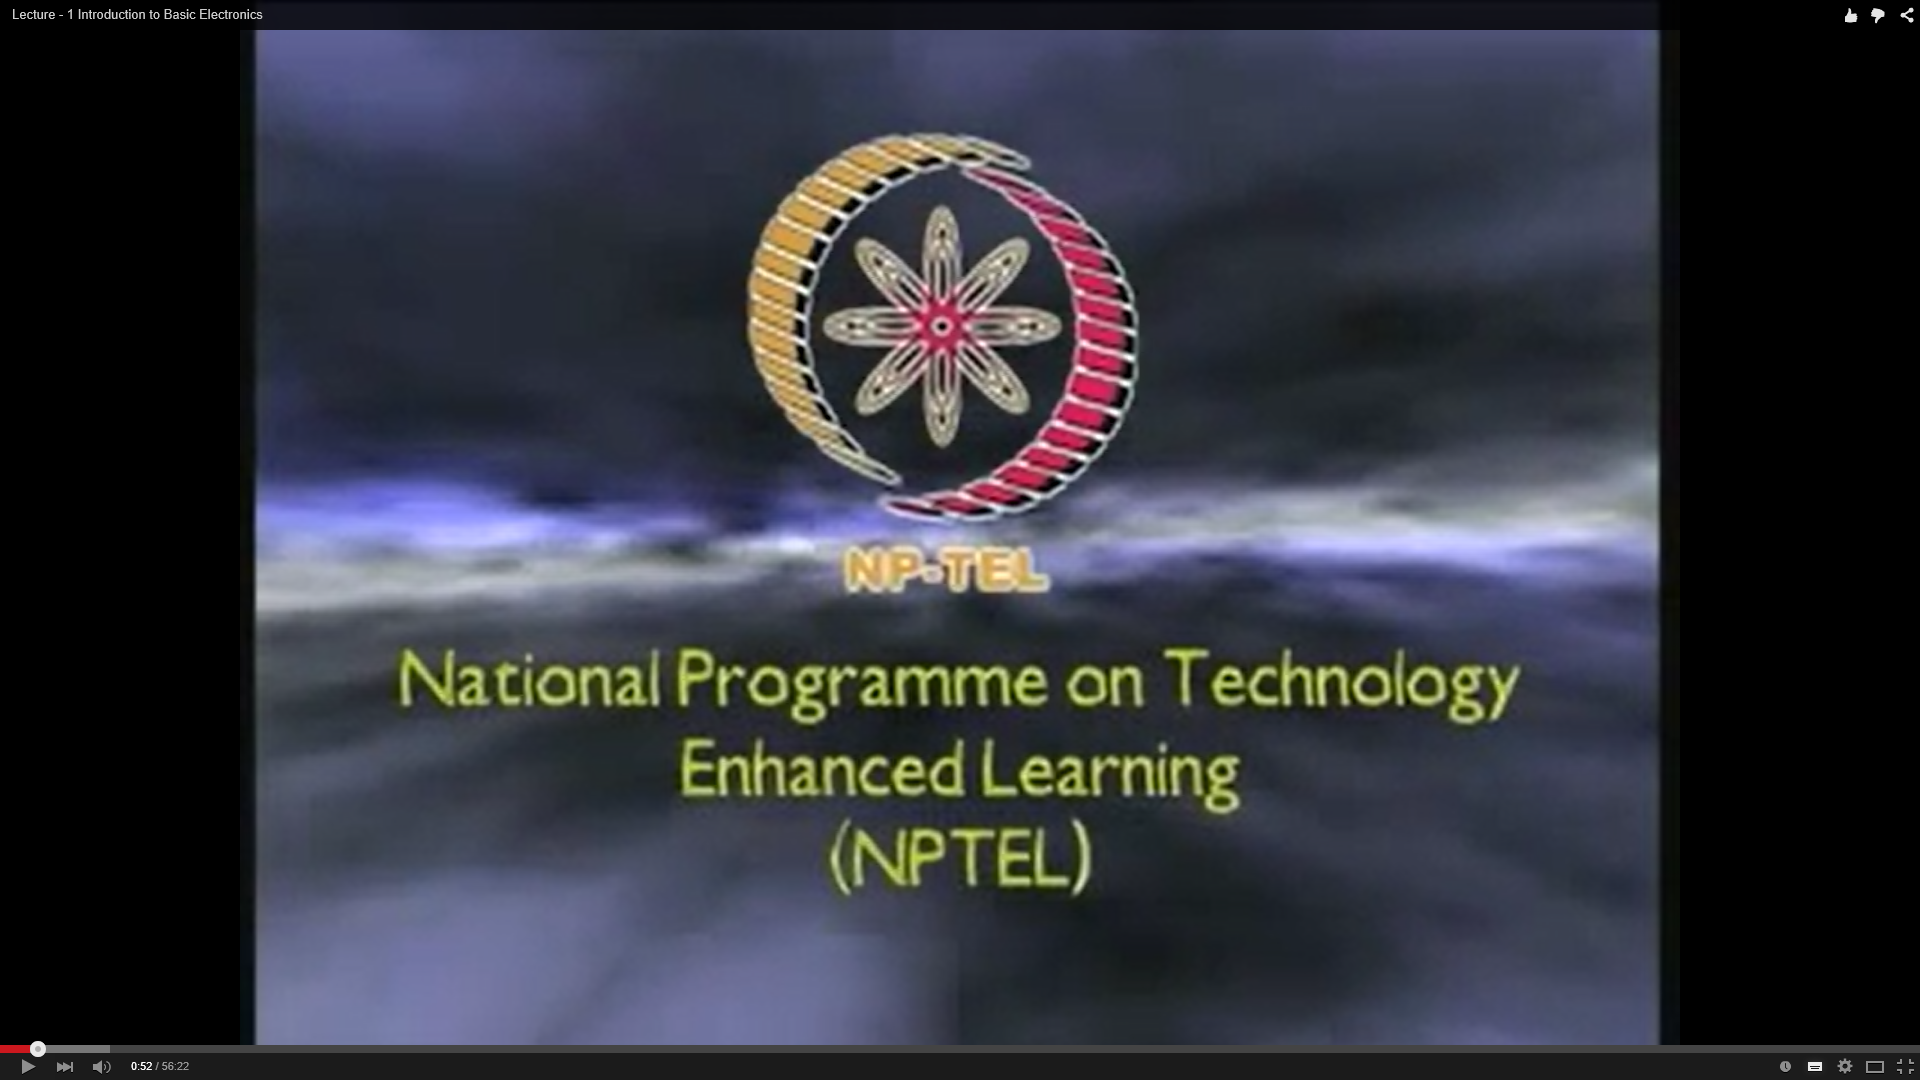 Lecture - 1 Introduction to Basic Electronics
NP-TEL
National Programme on Technology
Enhanced Learning
(NPTEL)
0:52 / 56:22